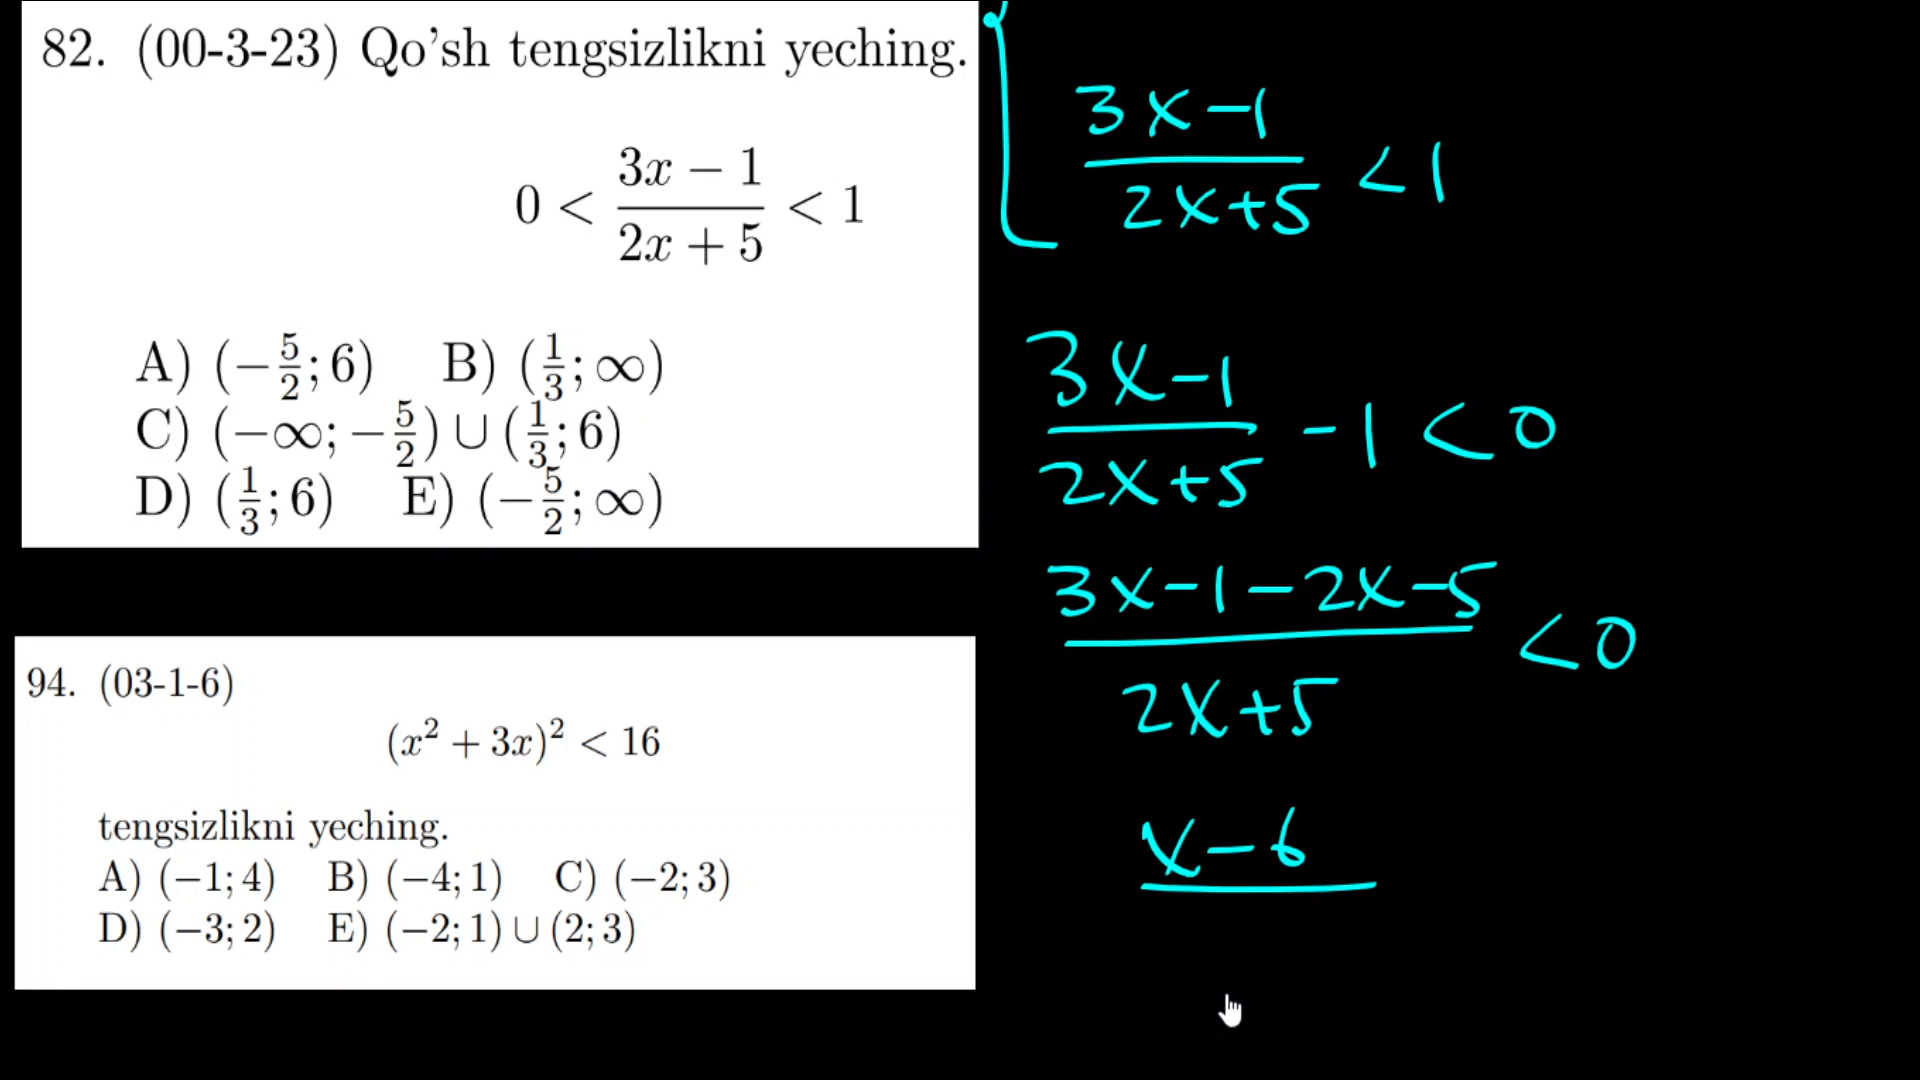 82. (00-3-23) Qo’sh tengsizlikni yeching.
0 < (3x − 1)/(2x + 5) < 1
A) (−5/2; 6) B) (1/3; ∞)
C) (−∞; −5/2) ∪ (1/3; 6)
D) (1/3; 6) E) (−5/2; ∞)
94. (03-1-6)
(x² + 3x)² < 16
tengsizlikni yeching.
A) (−1; 4) B) (−4; 1) C) (−2; 3)
D) (−3; 2) E) (−2; 1) ∪ (2; 3)
(3x−1)/(2x+5) < 1
(3x−1)/(2x+5) −1 < 0
(3x−1−2x−5)/(2x+5) < 0
x−6